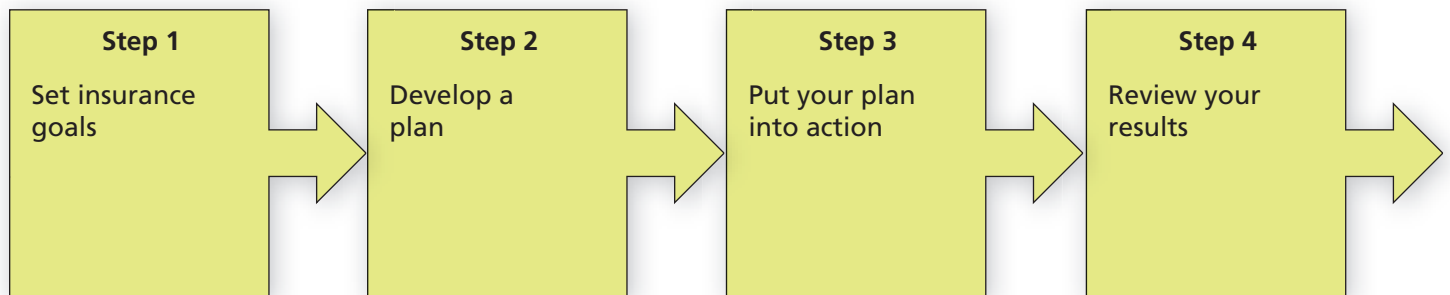 Step 1
Set insurance
goals
Step 2
Develop a
plan
Step 3
Put your plan
into action
Step 4
Review your
results